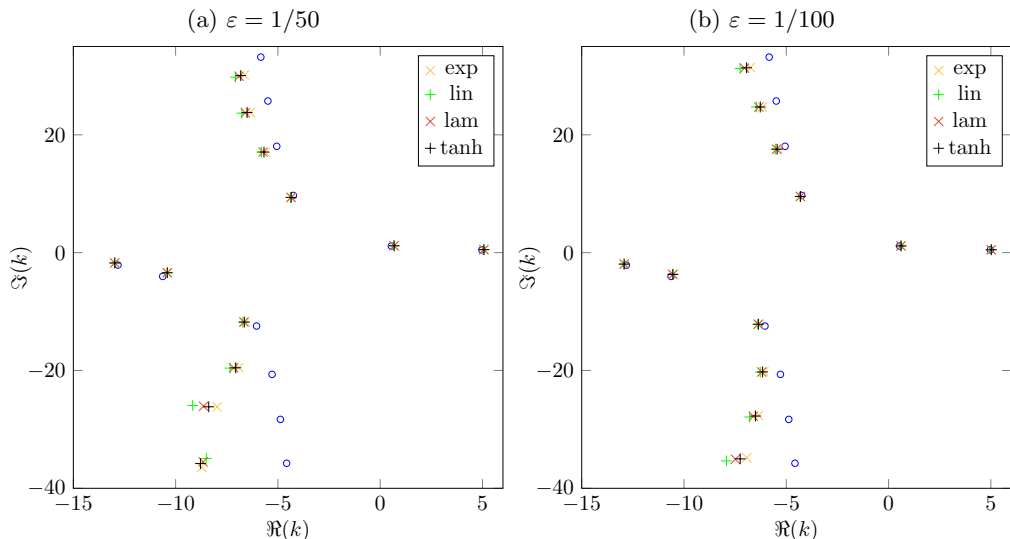 (a) ε = 1/50
20
0
−20
−40
−15
−10
−5
0
5
ℑ(k)
ℜ(k)
exp
lin
lam
tanh
(b) ε = 1/100
20
0
−20
−40
−15
−10
−5
0
5
ℑ(k)
ℜ(k)
exp
lin
lam
tanh